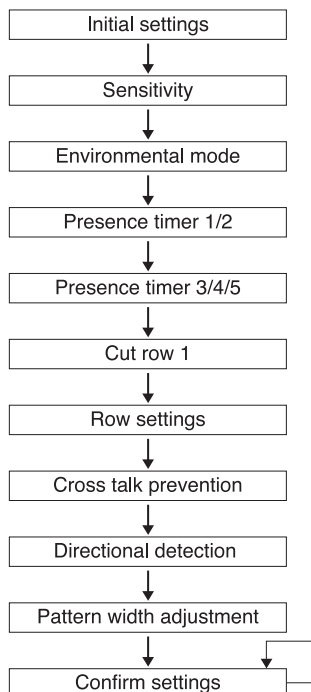 Initial settings
Sensitivity
Environmental mode
Presence timer 1/2
Presence timer 3/4/5
Cut row 1
Row settings
Cross talk prevention
Directional detection
Pattern width adjustment
Confirm settings